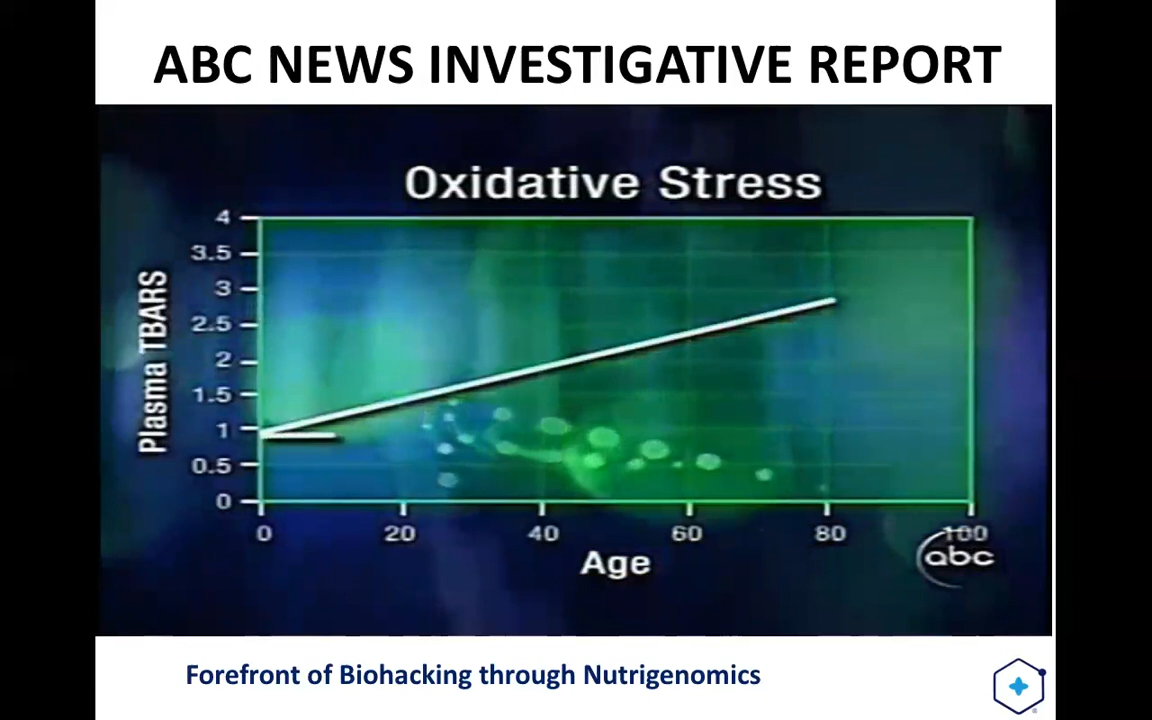 ABC NEWS INVESTIGATIVE REPORT
Oxidative Stress
Plasma TBARS
4
3.5
3
2.5
2
1.5
1
0.5
0
0 20 40 60 80 100
Age
abc
Forefront of Biohacking through Nutrigenomics